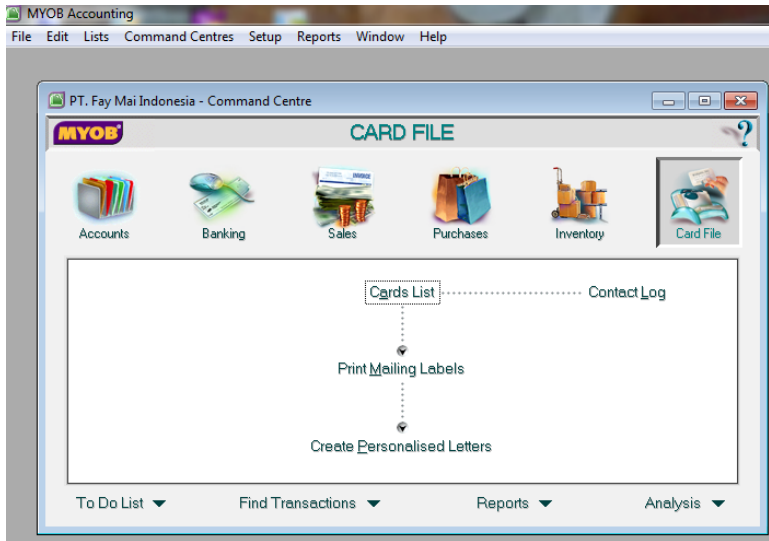 MYOB Accounting
File Edit Lists Command Centres Setup Reports Window Help
PT. Fay Mai Indonesia - Command Centre
MYOB CARD FILE
Accounts Banking Sales Purchases Inventory Card File
Cards List Contact Log
Print Mailing Labels
Create Personalised Letters
To Do List Find Transactions Reports Analysis